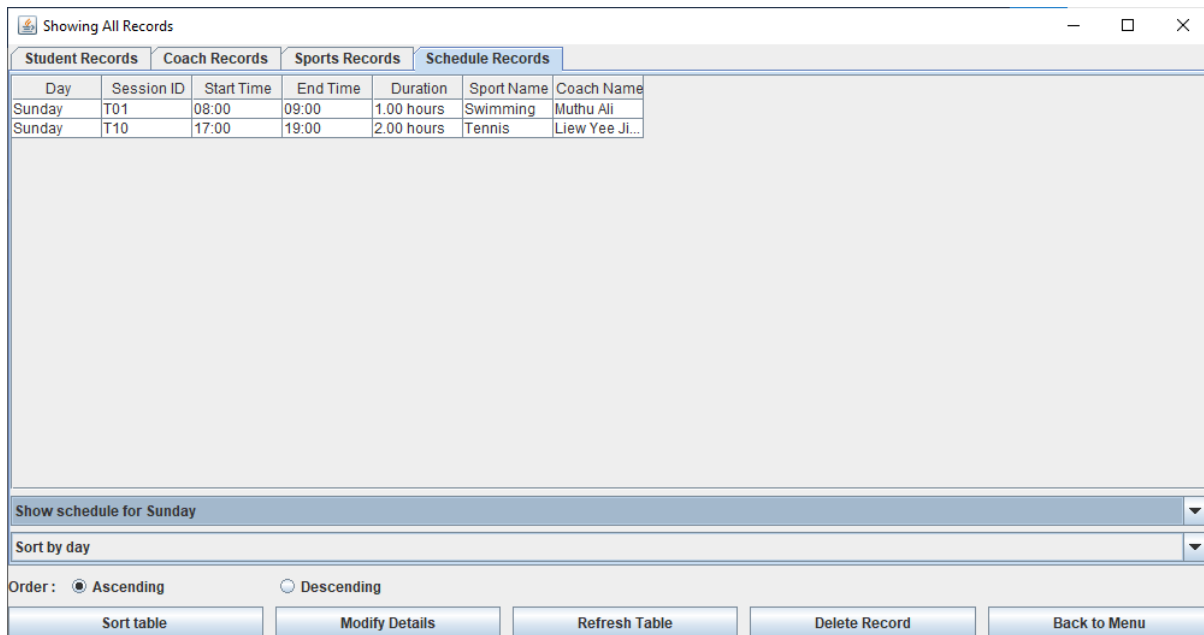 Showing All Records
Student Records Coach Records Sports Records Schedule Records
Day Session ID Start Time End Time Duration Sport Name Coach Name
Sunday T01 08:00 09:00 1.00 hours Swimming Muthu Ali
Sunday T10 17:00 19:00 2.00 hours Tennis Liew Yee Ji...
Show schedule for Sunday
Sort by day
Order : Ascending Descending
Sort table Modify Details Refresh Table Delete Record Back to Menu